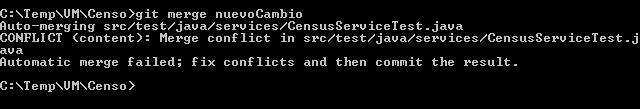 C:\Temp\VM\Censo>git merge nuevoCambio
Auto-merging src/test/java/services/CensusServiceTest.java
CONFLICT (content): Merge conflict in src/test/java/services/CensusServiceTest.j
ava
Automatic merge failed; fix conflicts and then commit the result.
C:\Temp\VM\Censo>